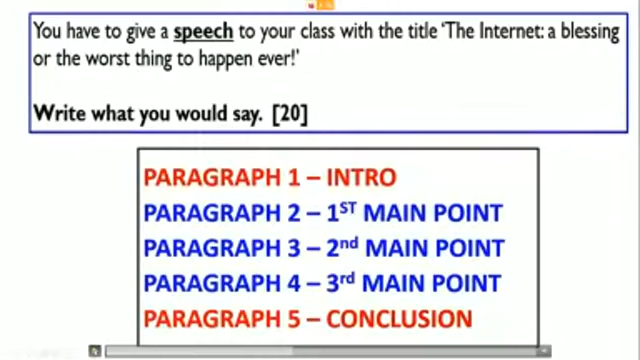 You have to give a speech to your class with the title ‘The Internet: a blessing
or the worst thing to happen ever!’
Write what you would say. [20]
PARAGRAPH 1 – INTRO
PARAGRAPH 2 – 1ST MAIN POINT
PARAGRAPH 3 – 2nd MAIN POINT
PARAGRAPH 4 – 3rd MAIN POINT
PARAGRAPH 5 – CONCLUSION